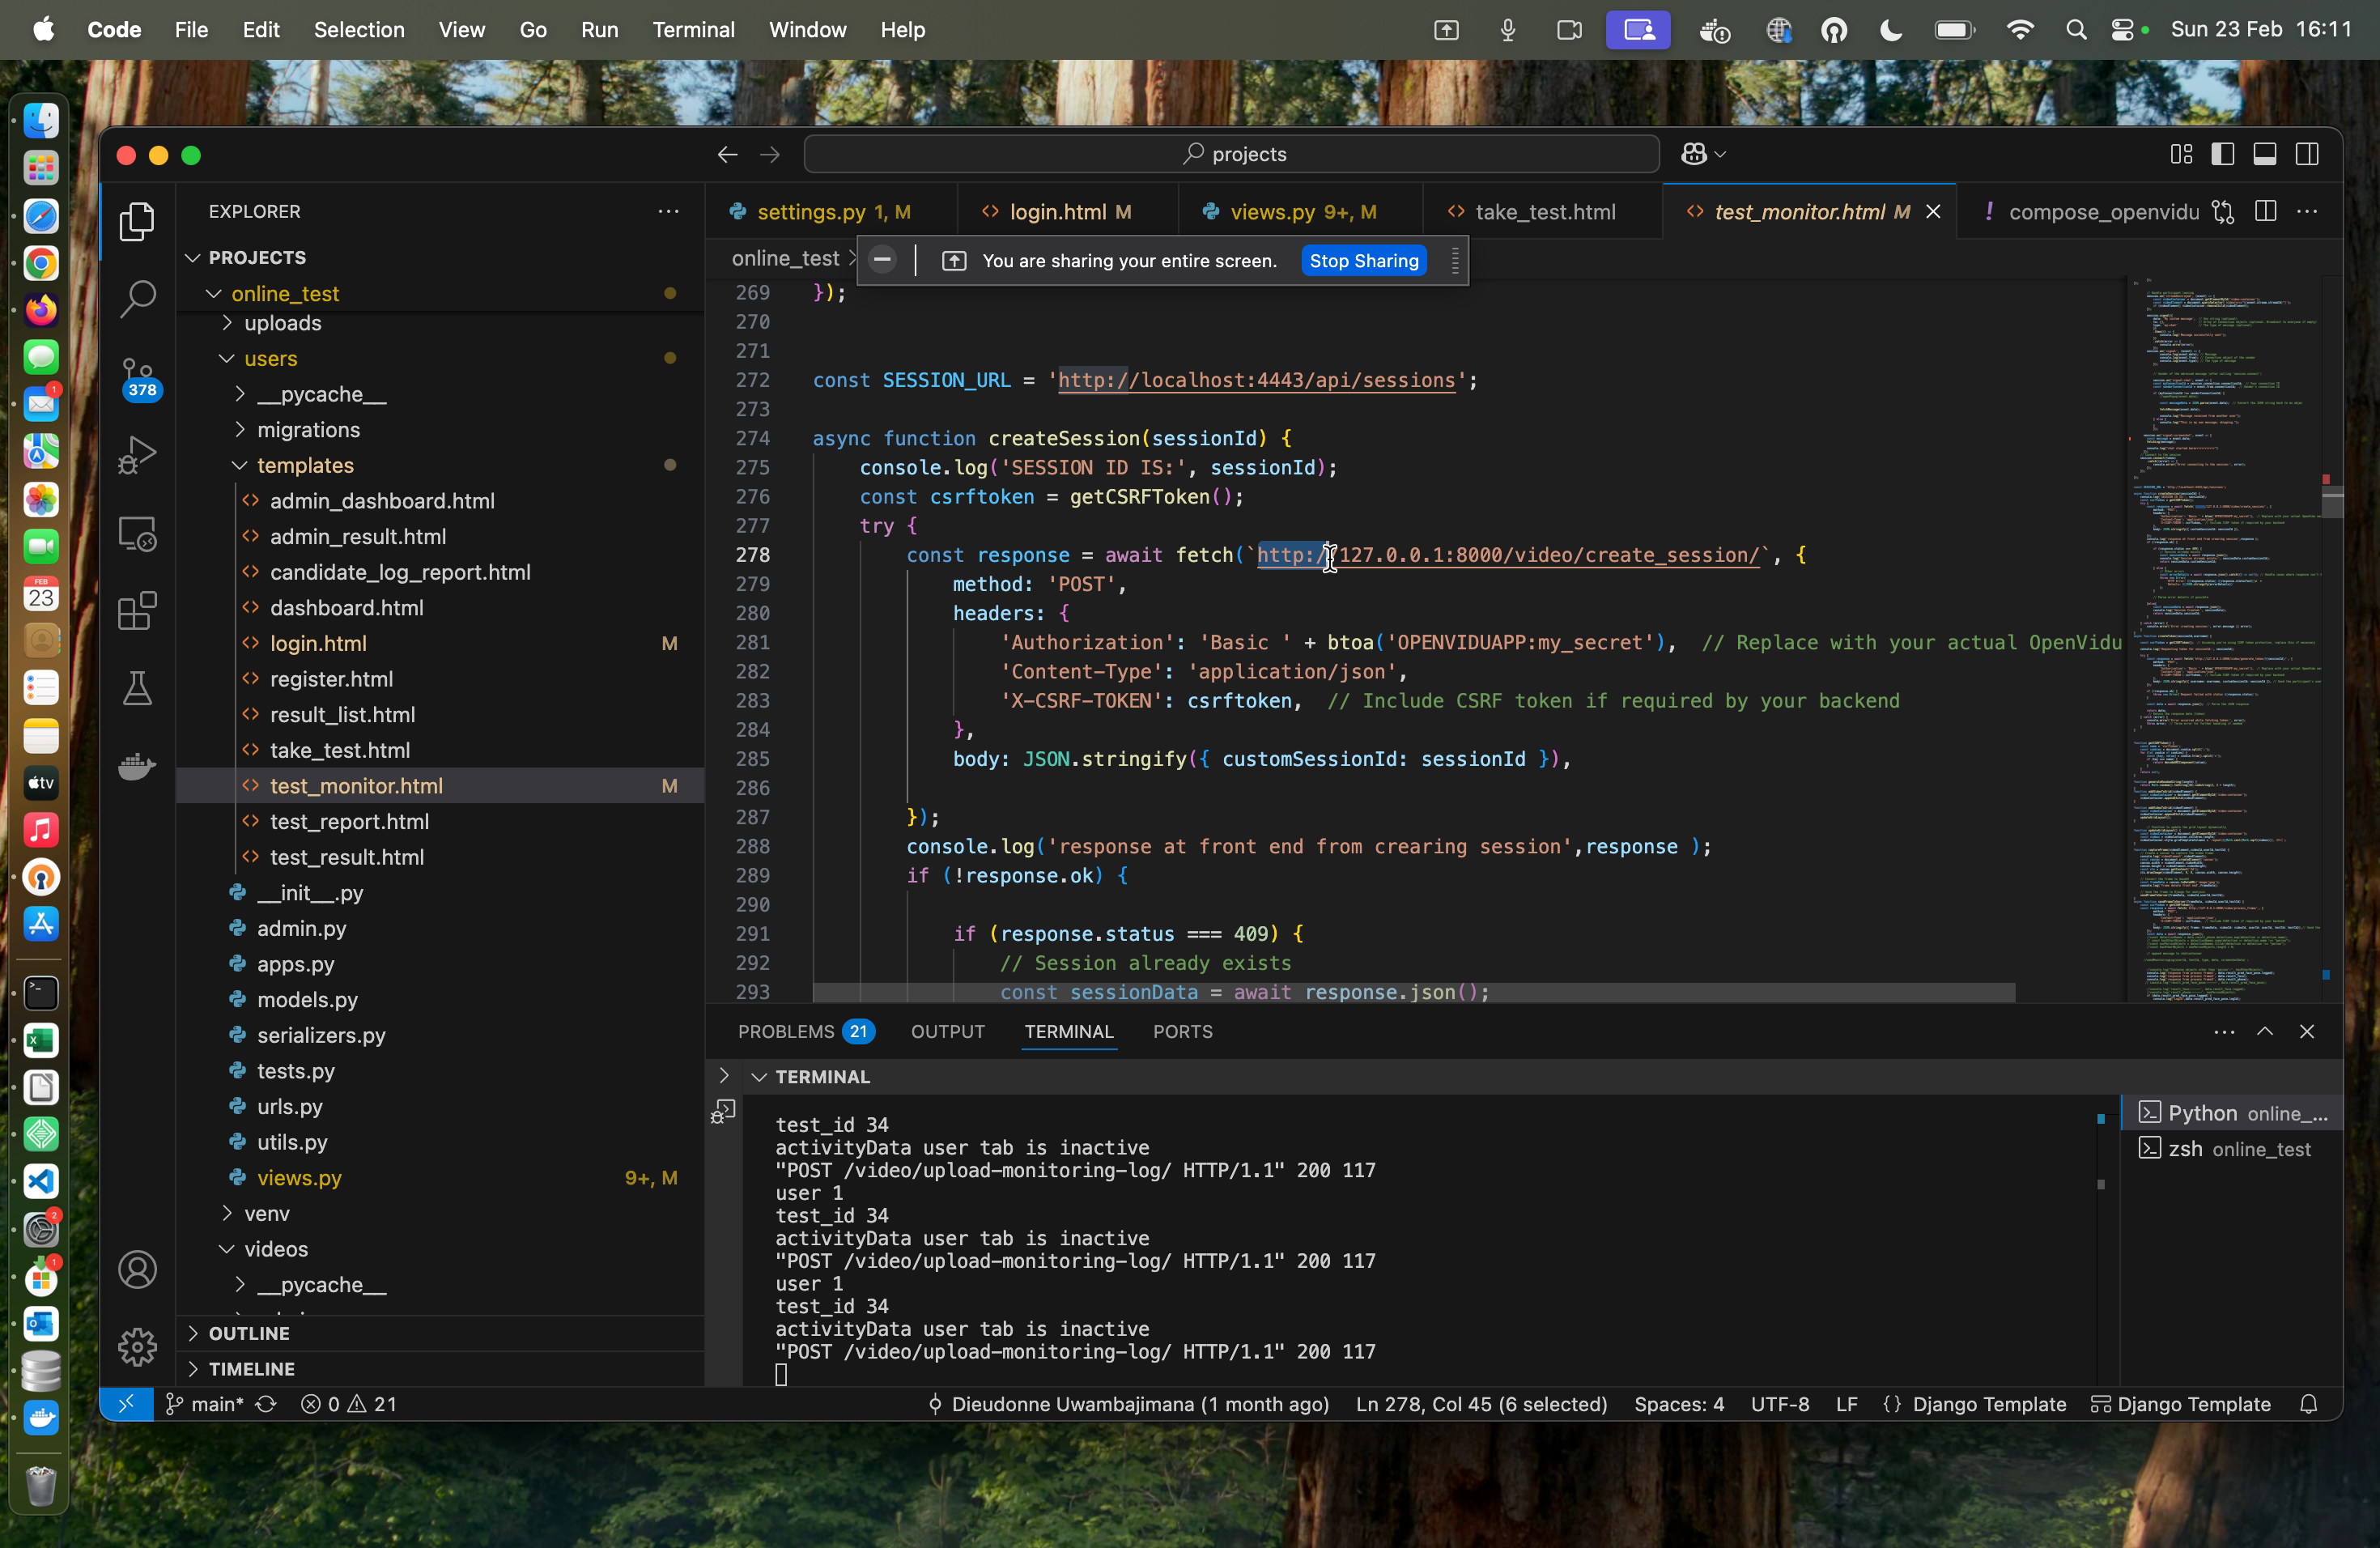 Code File Edit Selection View Go Run Terminal Window Help Sun 23 Feb 16:11
projects
EXPLORER
settings.py 1, M
login.html M
views.py 9+, M
take_test.html
test_monitor.html M
! compose_openvidu
PROJECTS
online_test
uploads
users
__pycache__
migrations
templates
admin_dashboard.html
admin_result.html
candidate_log_report.html
dashboard.html
login.html M
register.html
result_list.html
take_test.html
test_monitor.html M
test_report.html
test_result.html
__init__.py
admin.py
apps.py
models.py
serializers.py
tests.py
urls.py
utils.py
views.py 9+, M
venv
videos
__pycache__
OUTLINE
TIMELINE
378
FEB
23
tv
1
2
1
online_test >
You are sharing your entire screen. Stop Sharing
269 });
270
271
272 const SESSION_URL = 'http://localhost:4443/api/sessions';
273
274 async function createSession(sessionId) {
275 console.log('SESSION ID IS:', sessionId);
276 const csrftoken = getCSRFToken();
277 try {
278 const response = await fetch(`http://127.0.0.1:8000/video/create_session/`, {
279 method: 'POST',
280 headers: {
281 'Authorization': 'Basic ' + btoa('OPENVIDUAPP:my_secret'), // Replace with your actual OpenVidu
282 'Content-Type': 'application/json',
283 'X-CSRF-TOKEN': csrftoken, // Include CSRF token if required by your backend
284 },
285 body: JSON.stringify({ customSessionId: sessionId }),
286
287 });
288 console.log('response at front end from crearing session',response );
289 if (!response.ok) {
290
291 if (response.status === 409) {
292 // Session already exists
293 const sessionData = await response.json();
PROBLEMS 21 OUTPUT TERMINAL PORTS
TERMINAL
test_id 34
activityData user tab is inactive
"POST /video/upload-monitoring-log/ HTTP/1.1" 200 117
user 1
test_id 34
activityData user tab is inactive
"POST /video/upload-monitoring-log/ HTTP/1.1" 200 117
user 1
test_id 34
activityData user tab is inactive
"POST /video/upload-monitoring-log/ HTTP/1.1" 200 117
Python online_...
zsh online_test
main* 0 21 Dieudonne Uwambajimana (1 month ago) Ln 278, Col 45 (6 selected) Spaces: 4 UTF-8 LF {} Django Template Django Template